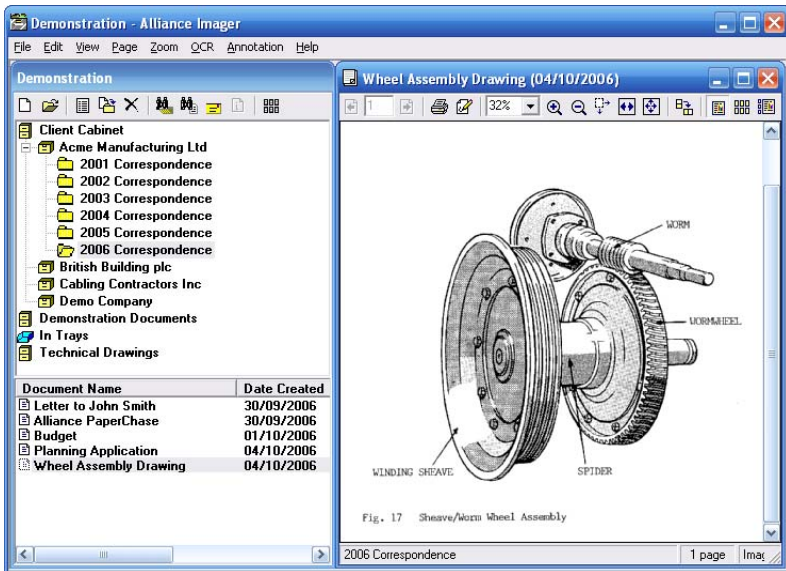 Demonstration - Alliance Imager
File Edit View Page Zoom OCR Annotation Help
Demonstration
Client Cabinet
Acme Manufacturing Ltd
2001 Correspondence
2002 Correspondence
2003 Correspondence
2004 Correspondence
2005 Correspondence
2006 Correspondence
British Building plc
Cabling Contractors Inc
Demo Company
Demonstration Documents
In Trays
Technical Drawings
Document Name Date Created
Letter to John Smith 30/09/2006
Alliance PaperChase 30/09/2006
Budget 01/10/2006
Planning Application 04/10/2006
Wheel Assembly Drawing 04/10/2006
Wheel Assembly Drawing (04/10/2006)
1 32%
WORM
WORMWHEEL
WINDING SHEAVE SPIDER
Fig. 17 Sheave/Worm Wheel Assembly
2006 Correspondence 1 page Imag